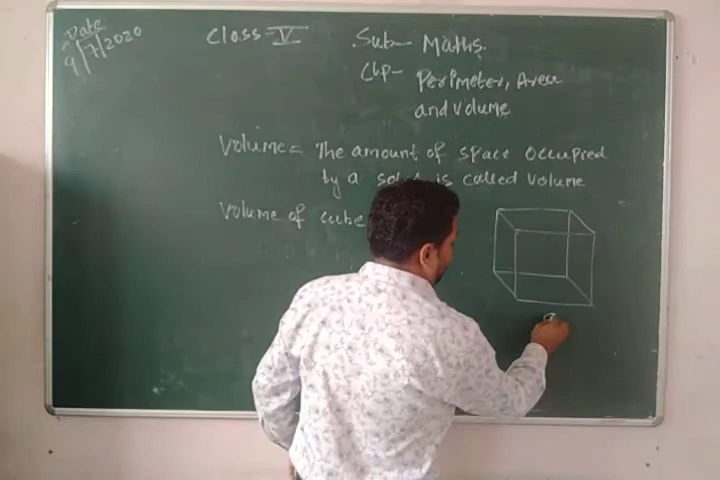 Date
9/7/2020
Class-V
Sub- Maths.
Chp- Perimeter, Area
and Volume
Volume = The amount of space occupied
by a solid is called volume
Volume of cube
a